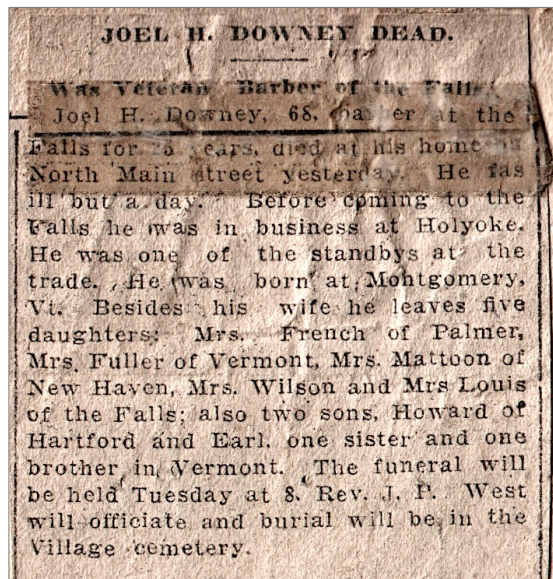 JOEL H. DOWNEY DEAD.
Was Veteran Barber of the Falls.
Joel H. Downey, 68, barber at the
Falls for years, died at his home on
North Main street yesterday. He was
ill but a day. Before coming to the
Falls he was in business at Holyoke.
He was one of the standbys at the
trade. He was born at Montgomery,
Vt. Besides his wife he leaves five
daughters: Mrs. French of Palmer,
Mrs. Fuller of Vermont, Mrs. Mattoon of
New Haven, Mrs. Wilson and Mrs Louis
of the Falls; also two sons, Howard of
Hartford and Earl, one sister and one
brother in Vermont. The funeral will
be held Tuesday at 8. Rev. J. P. West
will officiate and burial will be in the
Village cemetery.